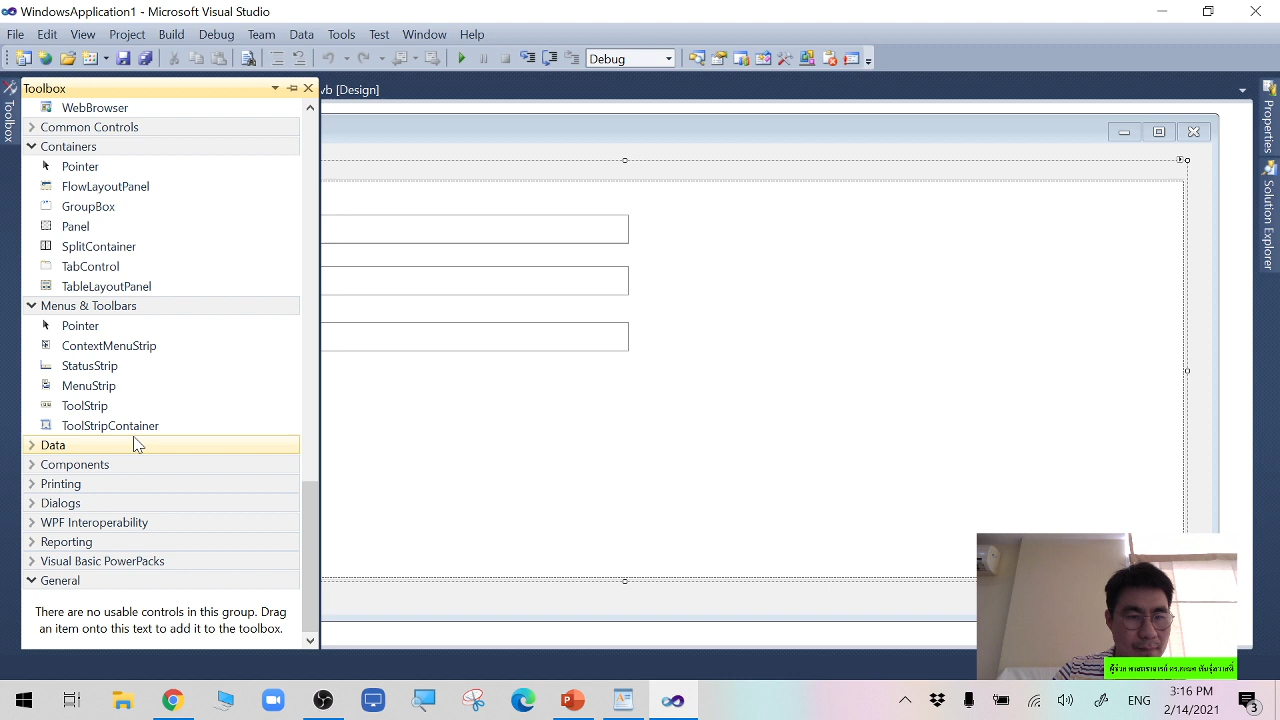 WindowsApplication1 - Microsoft Visual Studio
File Edit View Project Build Debug Team Data Tools Test Window Help
Debug
Toolbox
vb [Design]
Toolbox
Properties
Solution Explorer
WebBrowser
Common Controls
Containers
Pointer
FlowLayoutPanel
GroupBox
Panel
SplitContainer
TabControl
TableLayoutPanel
Menus & Toolbars
Pointer
ContextMenuStrip
StatusStrip
MenuStrip
ToolStrip
ToolStripContainer
Data
Components
Printing
Dialogs
WPF Interoperability
Reporting
Visual Basic PowerPacks
General
There are no usable controls in this group. Drag
an item onto this text to add it to the toolbox.
ENG
3:16 PM
2/14/2021
3